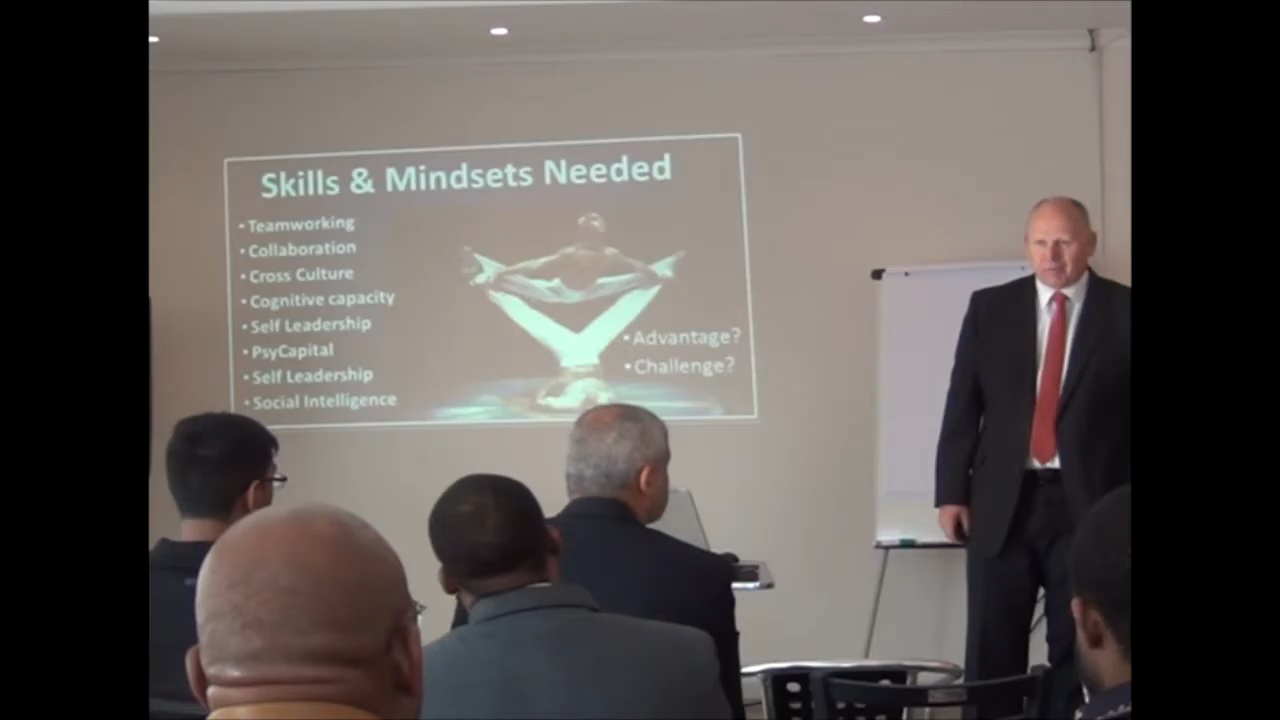 Skills & Mindsets Needed
• Teamworking
• Collaboration
• Cross Culture
• Cognitive capacity
• Self Leadership
• PsyCapital
• Self Leadership
• Social Intelligence
• Advantage?
• Challenge?